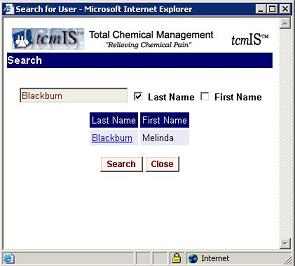 Search for User - Microsoft Internet Explorer
tcmIS™ Total Chemical Management tcmIS™
"Relieving Chemical Pain"
Search
Blackburn Last Name First Name
Last Name First Name
Blackburn Melinda
Search Close
Internet